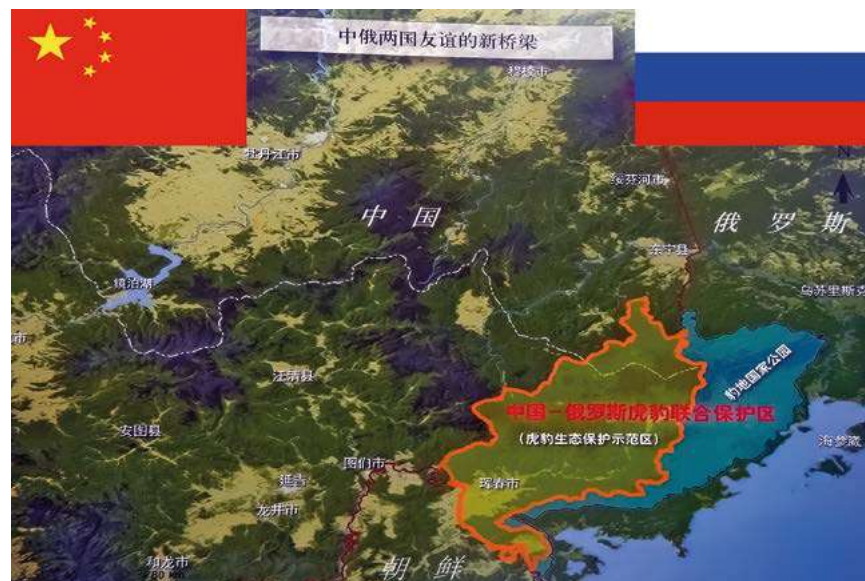 中俄两国友谊的新桥梁
穆棱市
牡丹江市
N
绥芬河市
中国
俄罗斯
东宁县
镜泊湖
乌苏里斯克
市
豹地国家公园
汪清县
中国-俄罗斯虎豹联合保护区
安图县
(虎豹生态保护示范区)
海参崴
图们市
延吉
珲春市
龙井市
和龙市
朝鲜